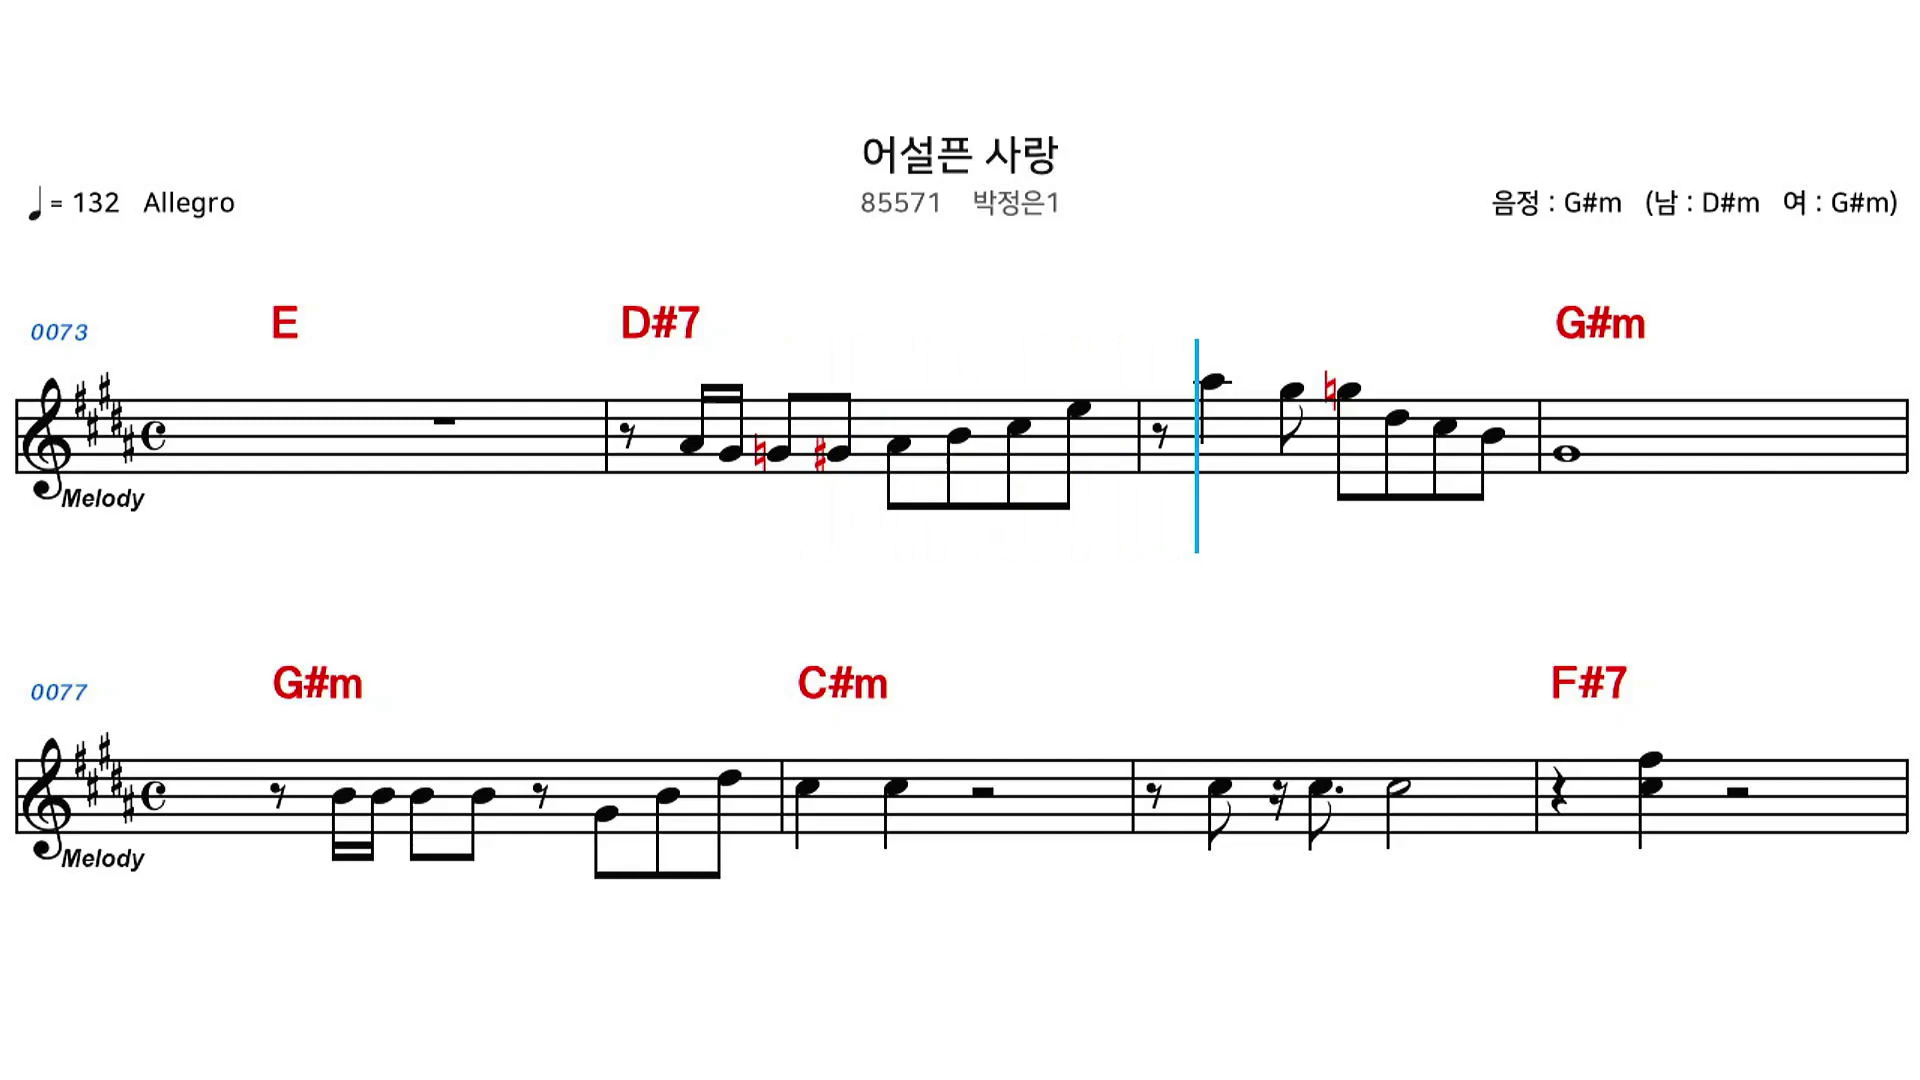 어설픈 사랑
♩= 132 Allegro 85571 박정은1 음정 : G#m (남 : D#m 여 : G#m)
0073 E D#7 G#m
Melody
0077 G#m C#m F#7
Melody